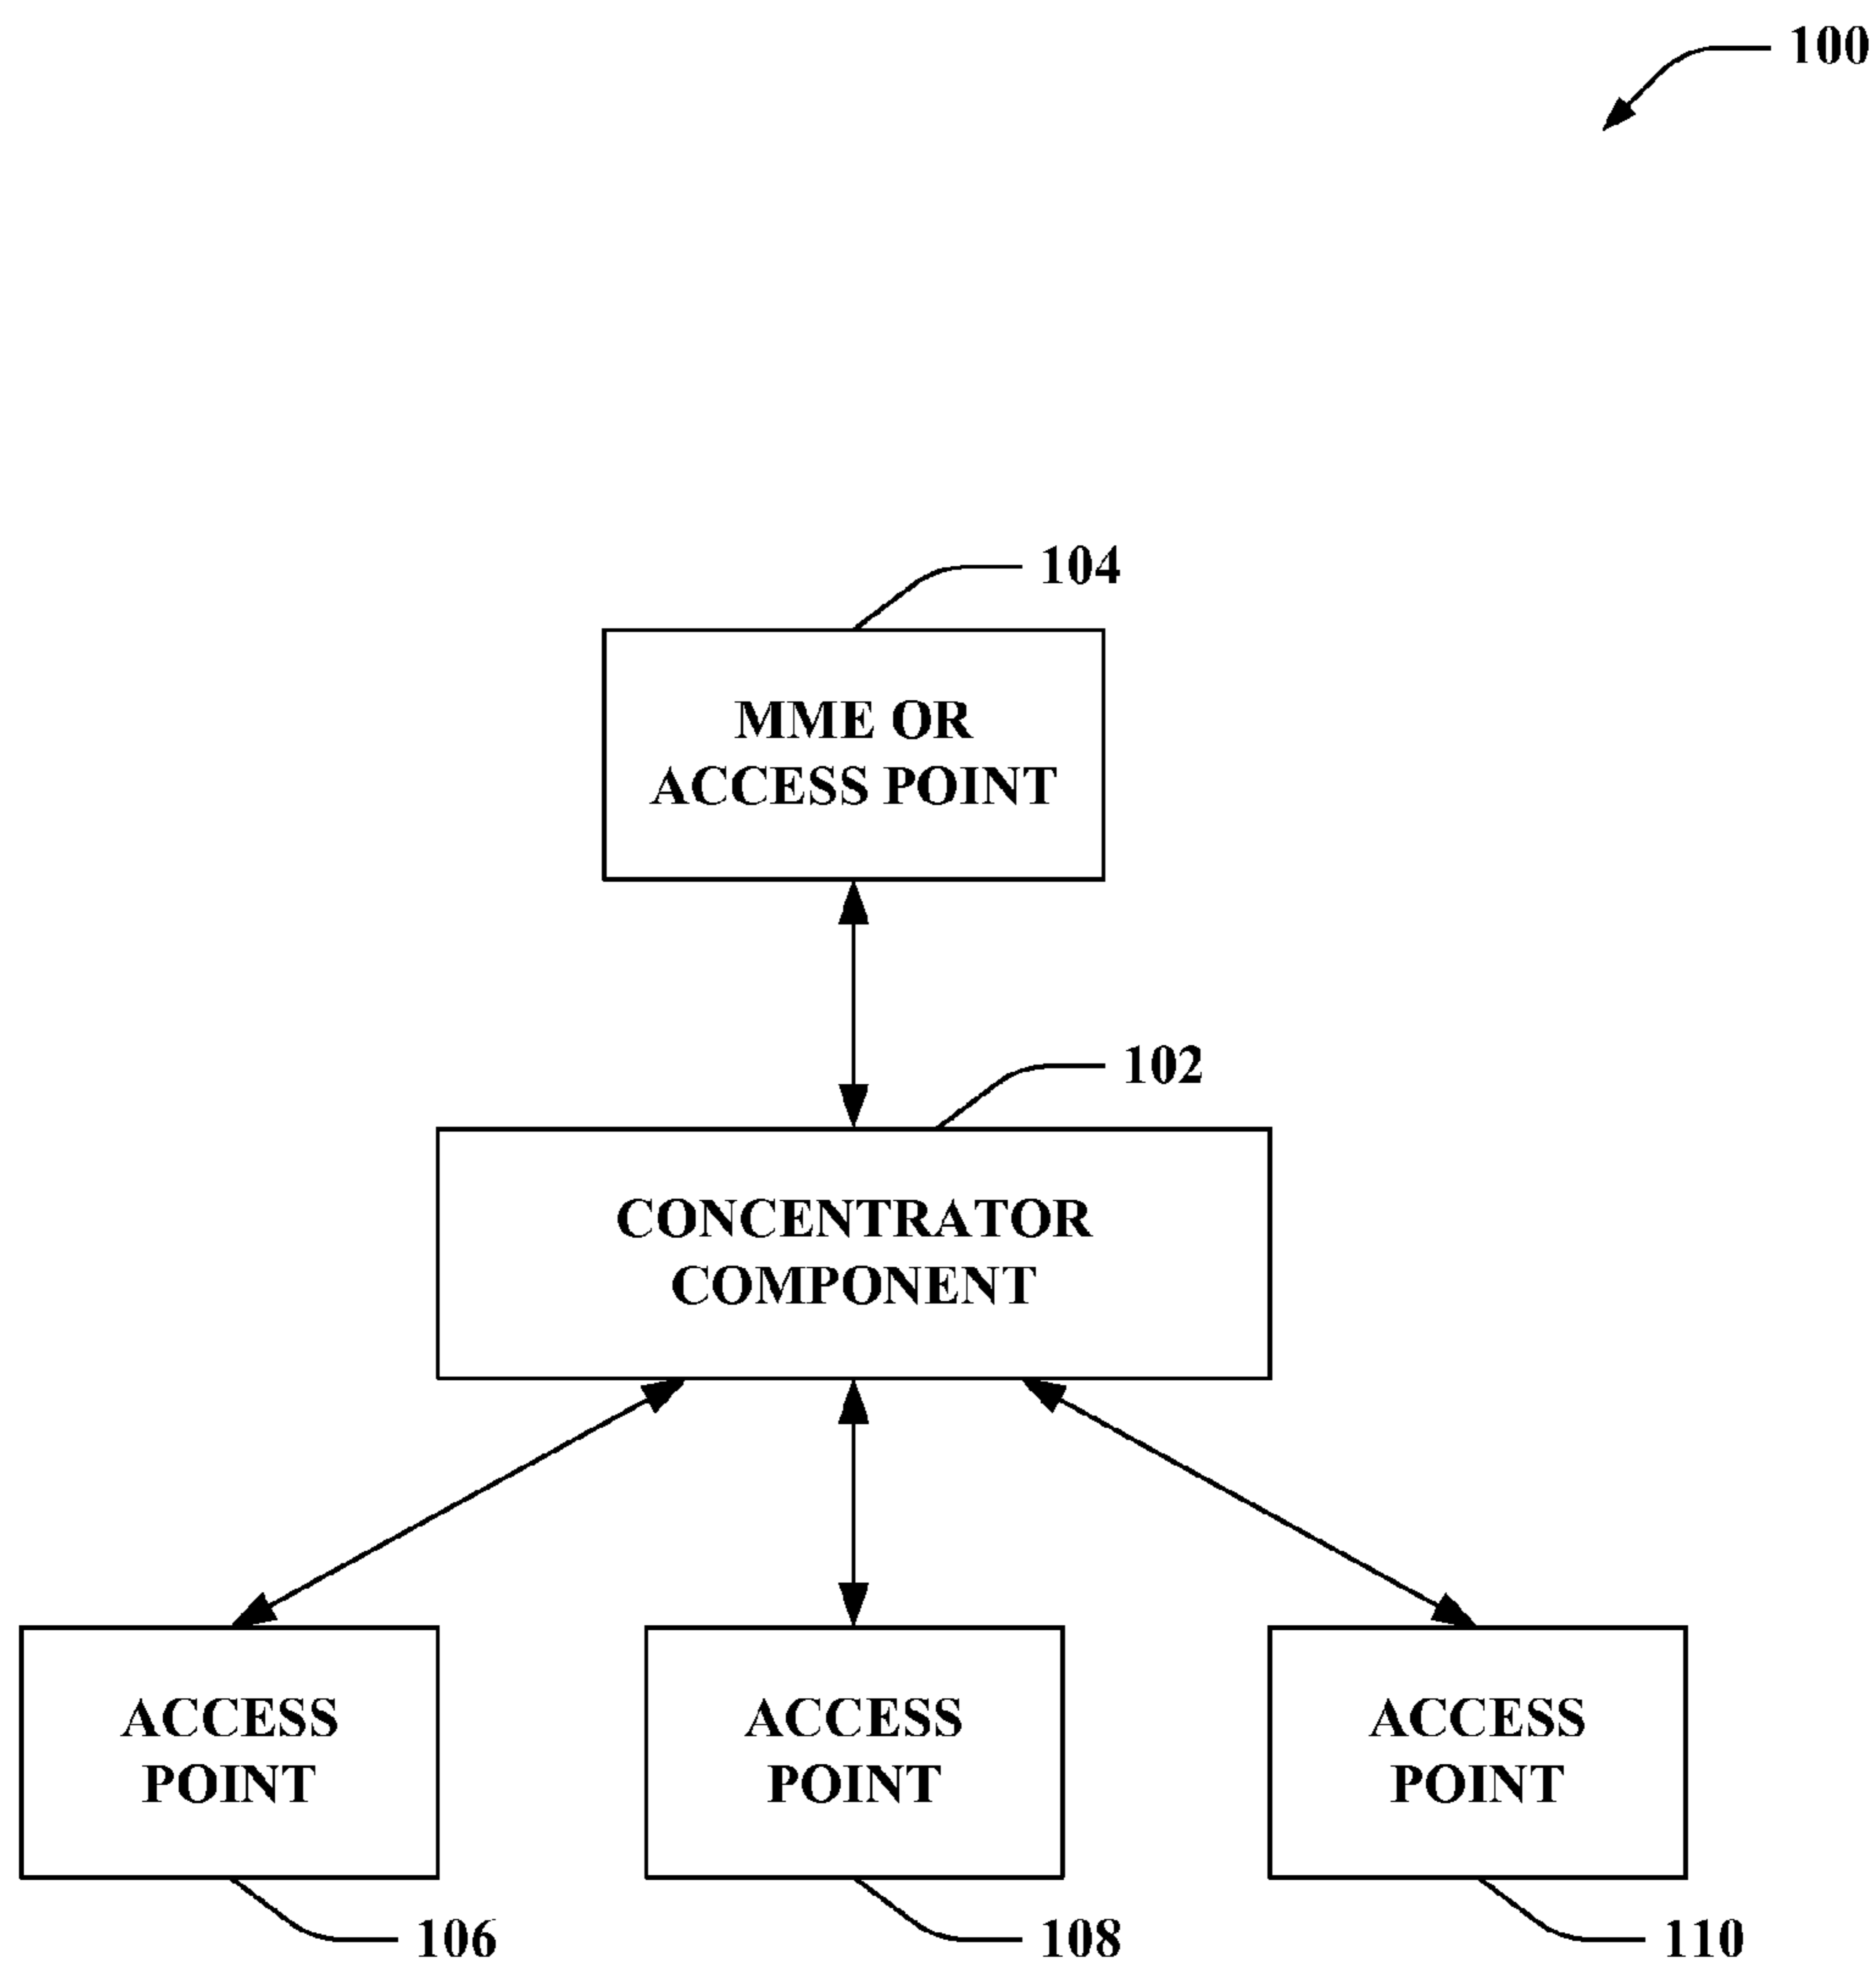 100
104
MME OR
ACCESS POINT
102
CONCENTRATOR
COMPONENT
ACCESS
POINT
ACCESS
POINT
ACCESS
POINT
106
108
110